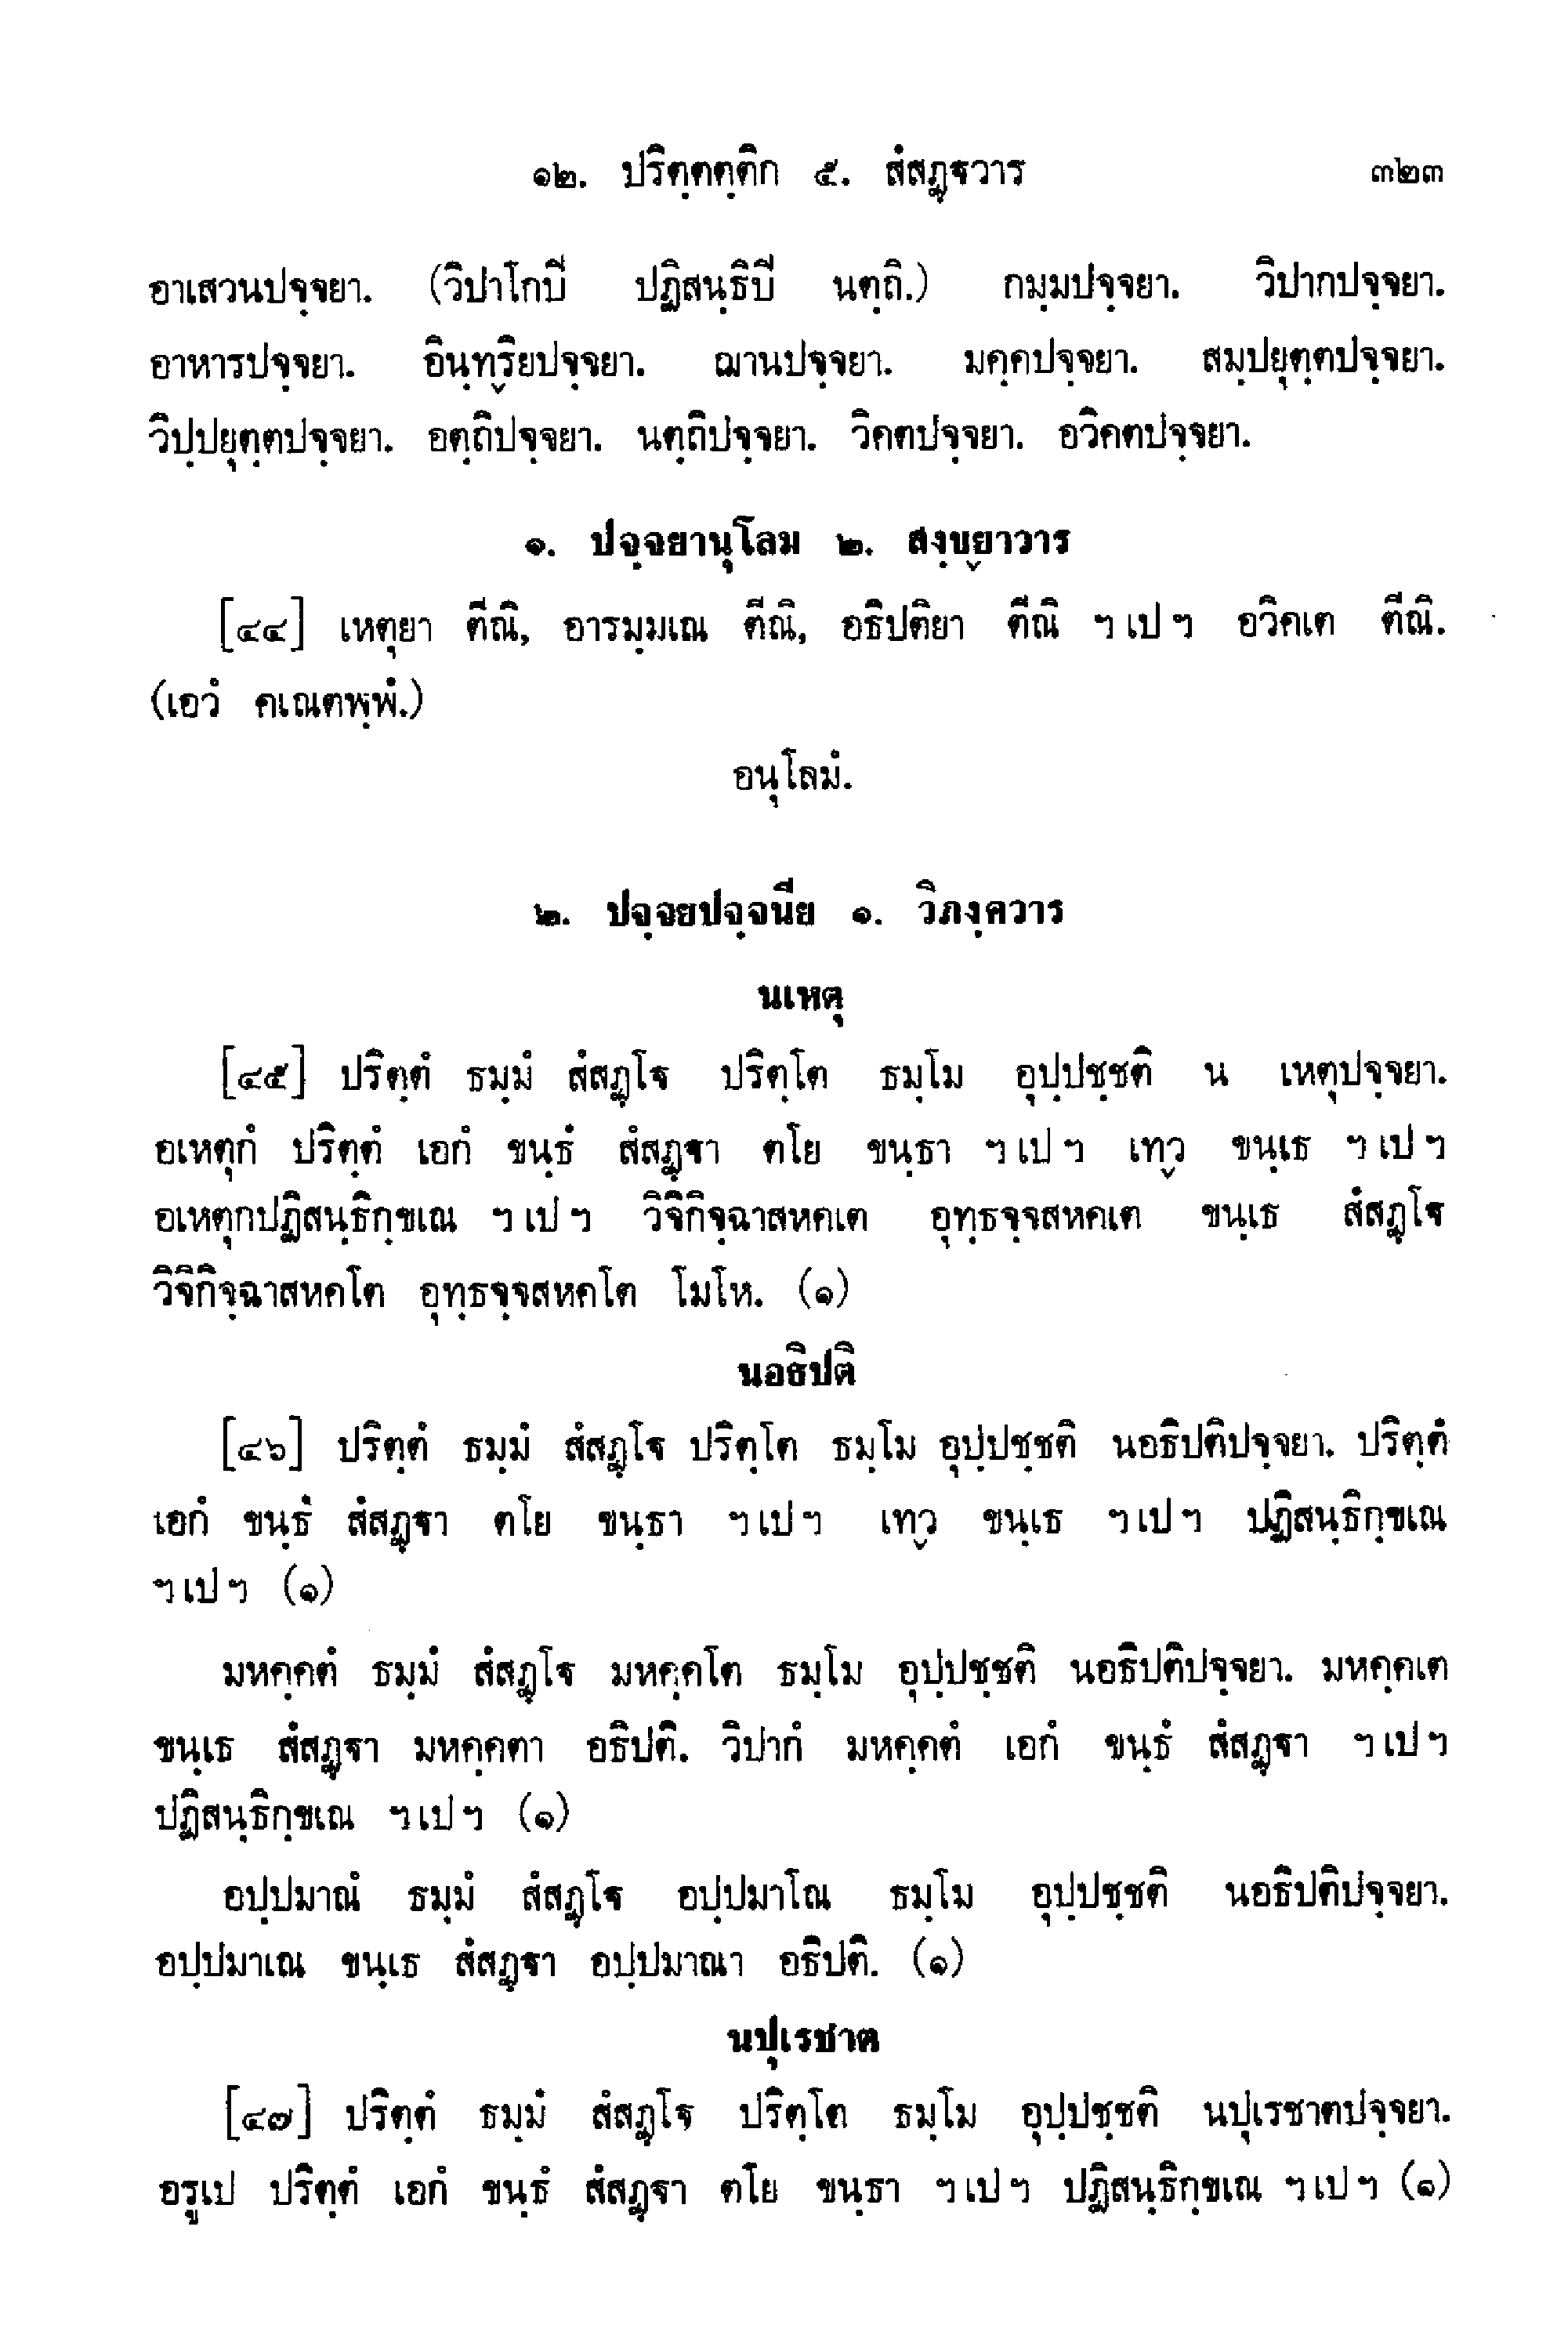 ๑๒. ปริตฺตตฺติก ๕. สํสฏฺฐวาร ๓๒๓
อาเสวนปจฺจยา. (วิปาโกปิ ปฏิสนฺธิปิ นตฺถิ.) กมฺมปจฺจยา. วิปากปจฺจยา.
อาหารปจฺจยา. อินฺทฺริยปจฺจยา. ฌานปจฺจยา. มคฺคปจฺจยา. สมฺปยุตฺตปจฺจยา.
วิปฺปยุตฺตปจฺจยา. อตฺถิปจฺจยา. นตฺถิปจฺจยา. วิคตปจฺจยา. อวิคตปจฺจยา.
๑. ปจฺจยานุโลม ๒. สงฺขฺยาวาร
[๔๔] เหตุยา ตีณิ, อารมฺมเณ ตีณิ, อธิปติยา ตีณิ ฯ เป ฯ อวิคเต ตีณิ.
(เอวํ คเณตพฺพํ.)
อนุโลมํ.
๒. ปจฺจยปจฺจนีย ๑. วิภงฺควาร
นเหตุ
[๔๕] ปริตฺตํ ธมฺมํ สํสฏฺโฐ ปริตฺโต ธมฺโม อุปฺปชฺชติ น เหตุปจฺจยา.
อเหตุกํ ปริตฺตํ เอกํ ขนฺธํ สํสฏฺฐา ตโย ขนฺธา ฯ เป ฯ เทฺว ขนฺเธ ฯ เป ฯ
อเหตุกปฏิสนฺธิกฺขเณ ฯ เป ฯ วิจิกิจฺฉาสหคเต อุทฺธจฺจสหคเต ขนฺเธ สํสฏฺโฐ
วิจิกิจฺฉาสหคโต อุทฺธจฺจสหคโต โมโห. (๑)
นอธิปติ
[๔๖] ปริตฺตํ ธมฺมํ สํสฏฺโฐ ปริตฺโต ธมฺโม อุปฺปชฺชติ นอธิปติปจฺจยา. ปริตฺตํ
เอกํ ขนฺธํ สํสฏฺฐา ตโย ขนฺธา ฯ เป ฯ เทฺว ขนฺเธ ฯ เป ฯ ปฏิสนฺธิกฺขเณ
ฯ เป ฯ (๑)
มหคฺคตํ ธมฺมํ สํสฏฺโฐ มหคฺคโต ธมฺโม อุปฺปชฺชติ นอธิปติปจฺจยา. มหคฺคเต
ขนฺเธ สํสฏฺฐา มหคฺคตา อธิปติ. วิปากํ มหคฺคตํ เอกํ ขนฺธํ สํสฏฺฐา ฯ เป ฯ
ปฏิสนฺธิกฺขเณ ฯ เป ฯ (๑)
อปฺปมาณํ ธมฺมํ สํสฏฺโฐ อปฺปมาโณ ธมฺโม อุปฺปชฺชติ นอธิปติปจฺจยา.
อปฺปมาเณ ขนฺเธ สํสฏฺฐา อปฺปมาณา อธิปติ. (๑)
นปุเรชาต
[๔๗] ปริตฺตํ ธมฺมํ สํสฏฺโฐ ปริตฺโต ธมฺโม อุปฺปชฺชติ นปุเรชาตปจฺจยา.
อรูเป ปริตฺตํ เอกํ ขนฺธํ สํสฏฺฐา ตโย ขนฺธา ฯ เป ฯ ปฏิสนฺธิกฺขเณ ฯ เป ฯ (๑)